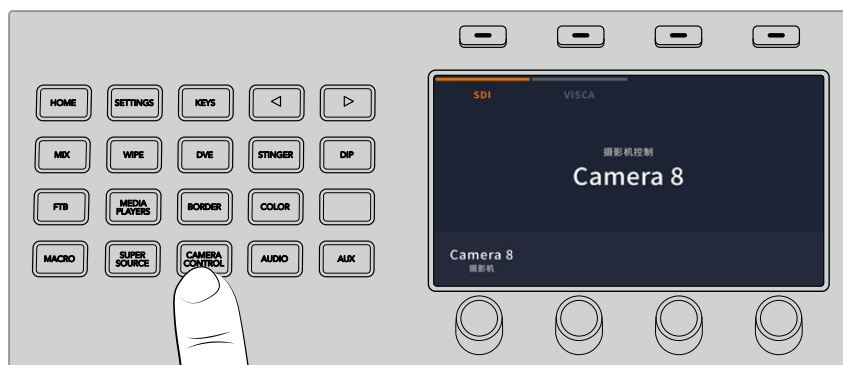 HOME SETTINGS KEYS
MIX WIPE DVE STINGER DIP
FTB MEDIA PLAYERS BORDER COLOR
MACRO SUPER SOURCE CAMERA CONTROL AUDIO AUX
SDI VISCA
摄影机控制
Camera 8
Camera 8
摄影机